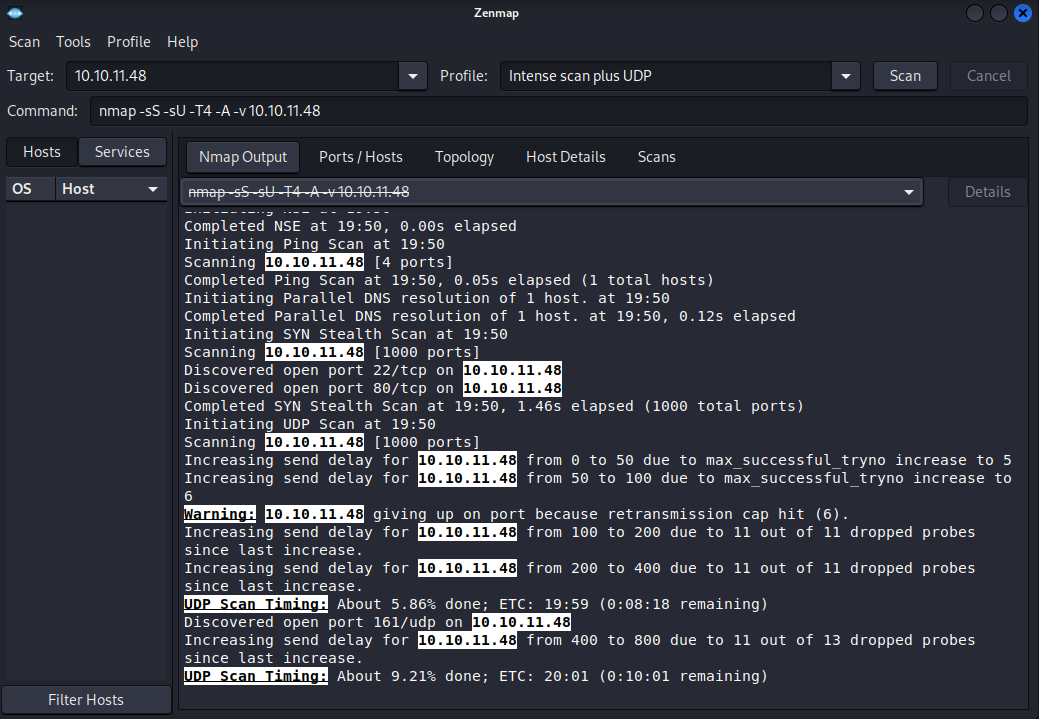 Zenmap
Scan Tools Profile Help
Target: 10.10.11.48 Profile: Intense scan plus UDP Scan Cancel
Command: nmap -sS -sU -T4 -A -v 10.10.11.48
Hosts Services
OS Host
Nmap Output Ports / Hosts Topology Host Details Scans
nmap -sS -sU -T4 -A -v 10.10.11.48 Details
Completed NSE at 19:50, 0.00s elapsed
Initiating Ping Scan at 19:50
Scanning 10.10.11.48 [4 ports]
Completed Ping Scan at 19:50, 0.05s elapsed (1 total hosts)
Initiating Parallel DNS resolution of 1 host. at 19:50
Completed Parallel DNS resolution of 1 host. at 19:50, 0.12s elapsed
Initiating SYN Stealth Scan at 19:50
Scanning 10.10.11.48 [1000 ports]
Discovered open port 22/tcp on 10.10.11.48
Discovered open port 80/tcp on 10.10.11.48
Completed SYN Stealth Scan at 19:50, 1.46s elapsed (1000 total ports)
Initiating UDP Scan at 19:50
Scanning 10.10.11.48 [1000 ports]
Increasing send delay for 10.10.11.48 from 0 to 50 due to max_successful_tryno increase to 5
Increasing send delay for 10.10.11.48 from 50 to 100 due to max_successful_tryno increase to
6
Warning: 10.10.11.48 giving up on port because retransmission cap hit (6).
Increasing send delay for 10.10.11.48 from 100 to 200 due to 11 out of 11 dropped probes
since last increase.
Increasing send delay for 10.10.11.48 from 200 to 400 due to 11 out of 11 dropped probes
since last increase.
UDP Scan Timing: About 5.86% done; ETC: 19:59 (0:08:18 remaining)
Discovered open port 161/udp on 10.10.11.48
Increasing send delay for 10.10.11.48 from 400 to 800 due to 11 out of 13 dropped probes
since last increase.
UDP Scan Timing: About 9.21% done; ETC: 20:01 (0:10:01 remaining)
Filter Hosts